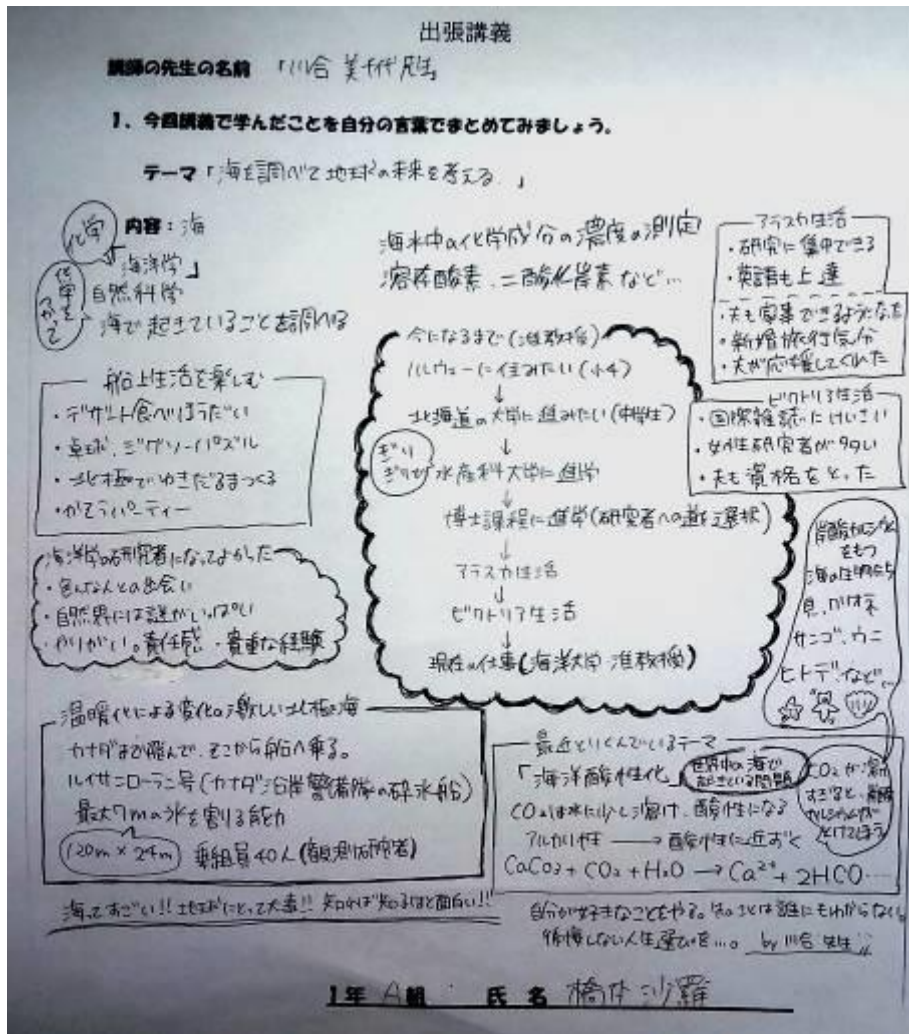 出張講義
講師の先生の名前 「川合 美千代先生」
1、今回講義で学んだことを自分の言葉でまとめてみましょう。
テーマ「海を調べて地球の未来を考える 」
化学
内容:海
「海洋学」
化学をつかって
自然科学
海で起きていることを調べる
海水中の化学成分の濃度の測定
溶存酸素、二酸化炭素など…
アラスカ生活
・研究に集中できる
・英語も上達
・夫も家事できるようになた
・新婚旅行気分
・夫が応援してくれた
船上生活を楽しむ
・デザート食べほうだい
・卓球、ジグソーパズル
・北極でゆきだるまつくる
・かそうパーティー
今になるまで(准教授)
ハルウェーに住みたい(小4)
↓
北海道の大学に進みたい(中学生)
↓
ぎりぎりで
水産科大学に進学
↓
博士課程に進学(研究者への道を選択)
↓
アラスカ生活
↓
ビクトリア生活
↓
現在の仕事(海洋大学 准教授)
ビクトリア生活
・国際雑誌にけいさい
・女性研究者が多い
・夫も資格をとった
海洋学の研究者になってよかった
・色んな人との出会い
・自然界には謎がいっぱい
・やりがい。責任感 ・貴重な経験
炭酸カルシウムをもつ
海の生物たち
貝、
サンゴ、ウニ
ヒトデ、など…
温暖化による変化の激しい北極海
カナダまで飛んで、そこから船へ乗る。
ルイサンローラン号(カナダ沿岸警備隊の砕氷船)
最大7mの氷を割る能力
(120m×24m) 乗組員40人(観測研究者)
最近とりくんでいるテーマ
「海洋酸性化」
世界中の海で起きている問題
CO₂は水に少し溶け、酸性になる
アルカリ性 → 酸性に近づく
CaCo₃ + CO₂ + H₂O → Ca²⁺ + 2HCO…
CO₂が溶けすぎると、炭酸カルシウムがとけてしまう
海ってすごい!!地球にとって大事!!知れば知るほど面白い!!
自分が好きなことをやる。先のことは誰にもわからない。
後悔しない人生選びを…。 by 川合 先生
1年 A組 氏 名 橋本 沙羅